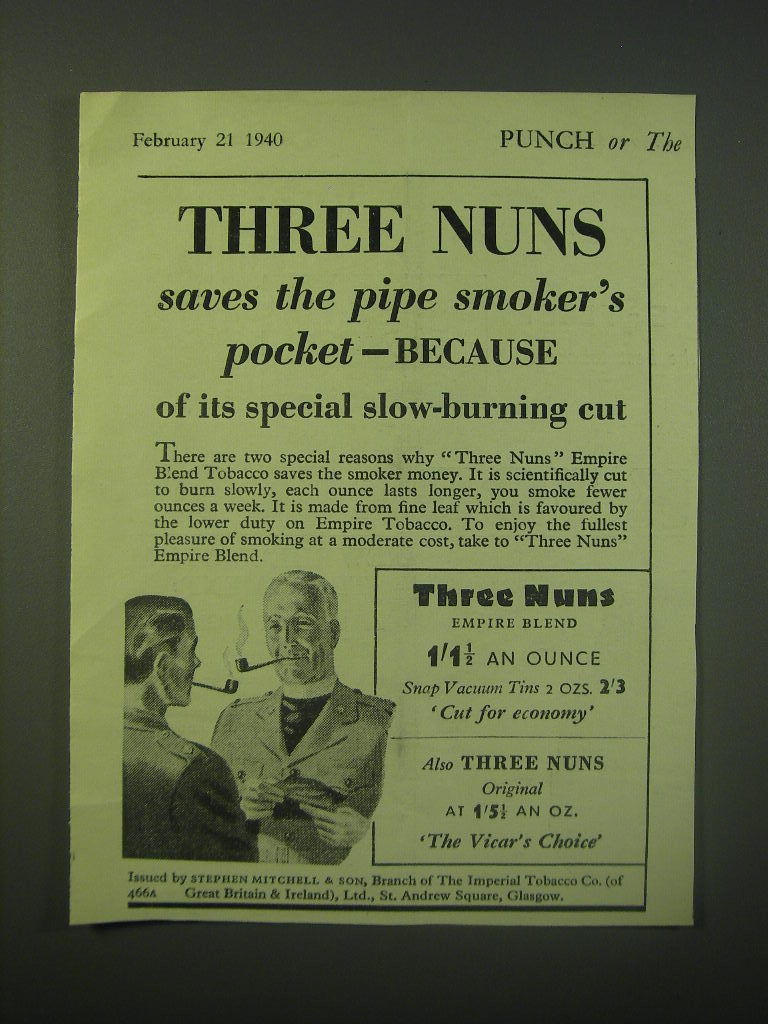 February 21 1940
PUNCH or The
THREE NUNS
saves the pipe smoker's
pocket — BECAUSE
of its special slow-burning cut
There are two special reasons why "Three Nuns" Empire
Blend Tobacco saves the smoker money. It is scientifically cut
to burn slowly, each ounce lasts longer, you smoke fewer
ounces a week. It is made from fine leaf which is favoured by
the lower duty on Empire Tobacco. To enjoy the fullest
pleasure of smoking at a moderate cost, take to "Three Nuns"
Empire Blend.
Three Nuns
EMPIRE BLEND
1/1½ AN OUNCE
Snap Vacuum Tins 2 OZS. 2/3
'Cut for economy'
Also THREE NUNS
Original
AT 1/5½ AN OZ.
'The Vicar's Choice'
Issued by STEPHEN MITCHELL & SON, Branch of The Imperial Tobacco Co. (of
466A Great Britain & Ireland), Ltd., St. Andrew Square, Glasgow.